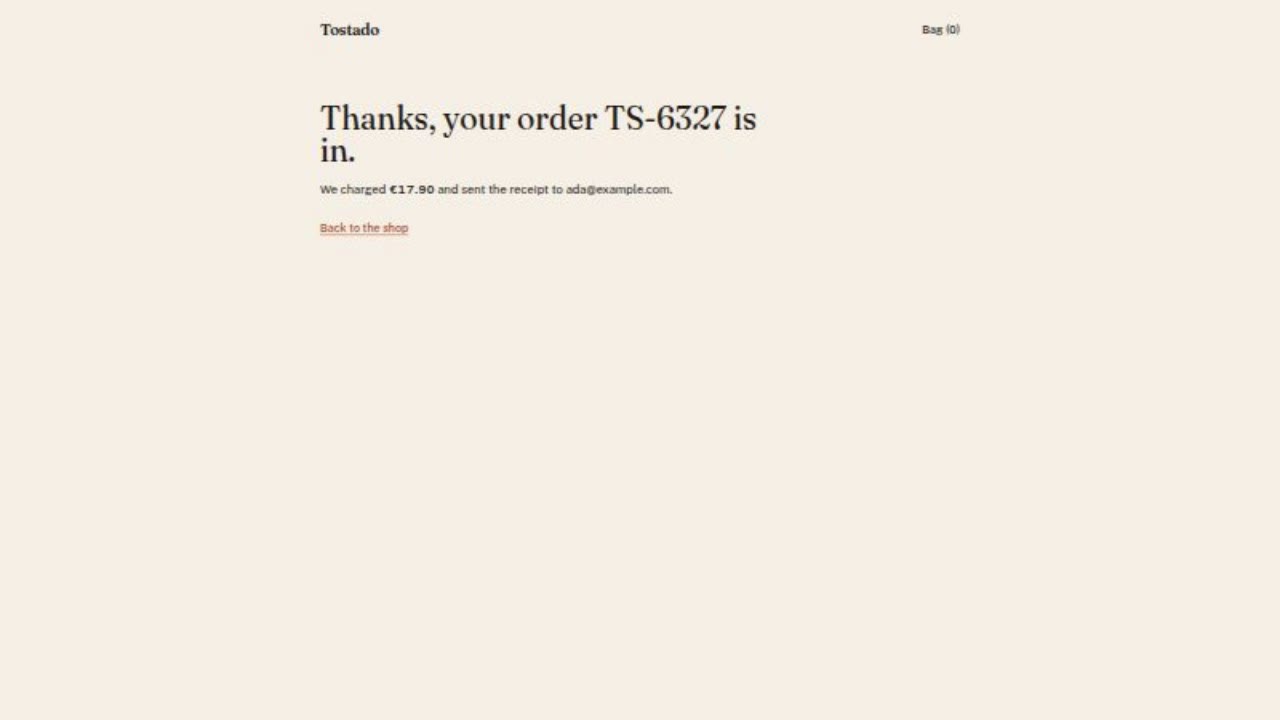 Tostado
Bag (0)
Thanks, your order TS-6327 is
in.
We charged €17.90 and sent the receipt to ada@example.com.
Back to the shop